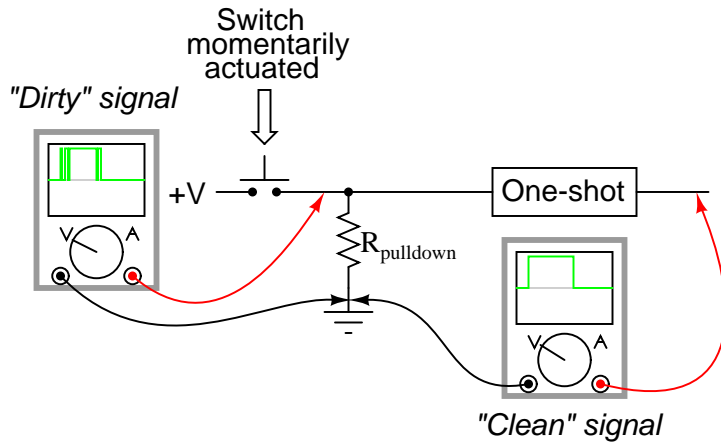 Switch
momentarily
actuated
"Dirty" signal
V A
+V
One-shot
Rpulldown
V A
"Clean" signal